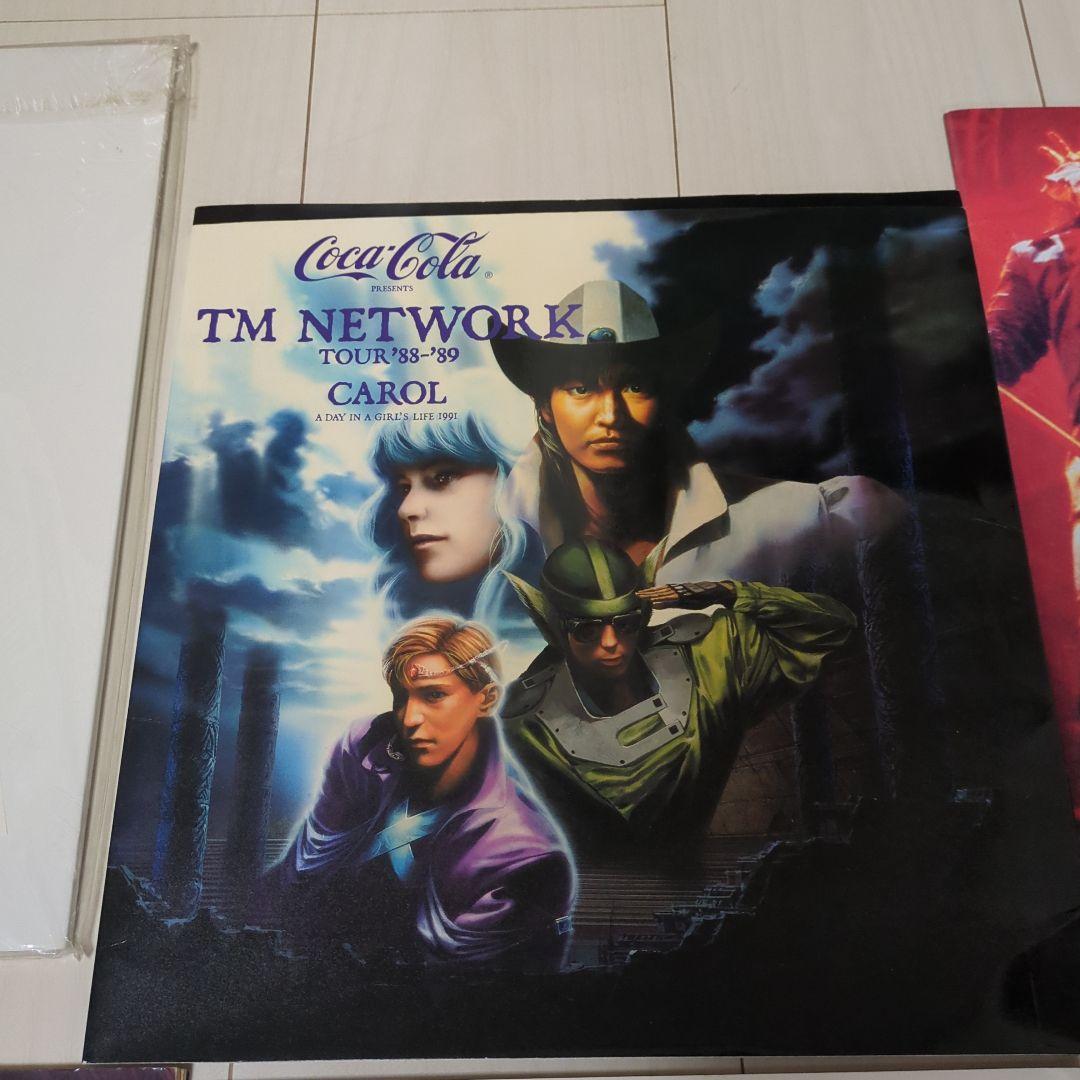 Coca-Cola®
PRESENTS
TM NETWORK
TOUR '88-'89
CAROL
A DAY IN A GIRL'S LIFE 1991